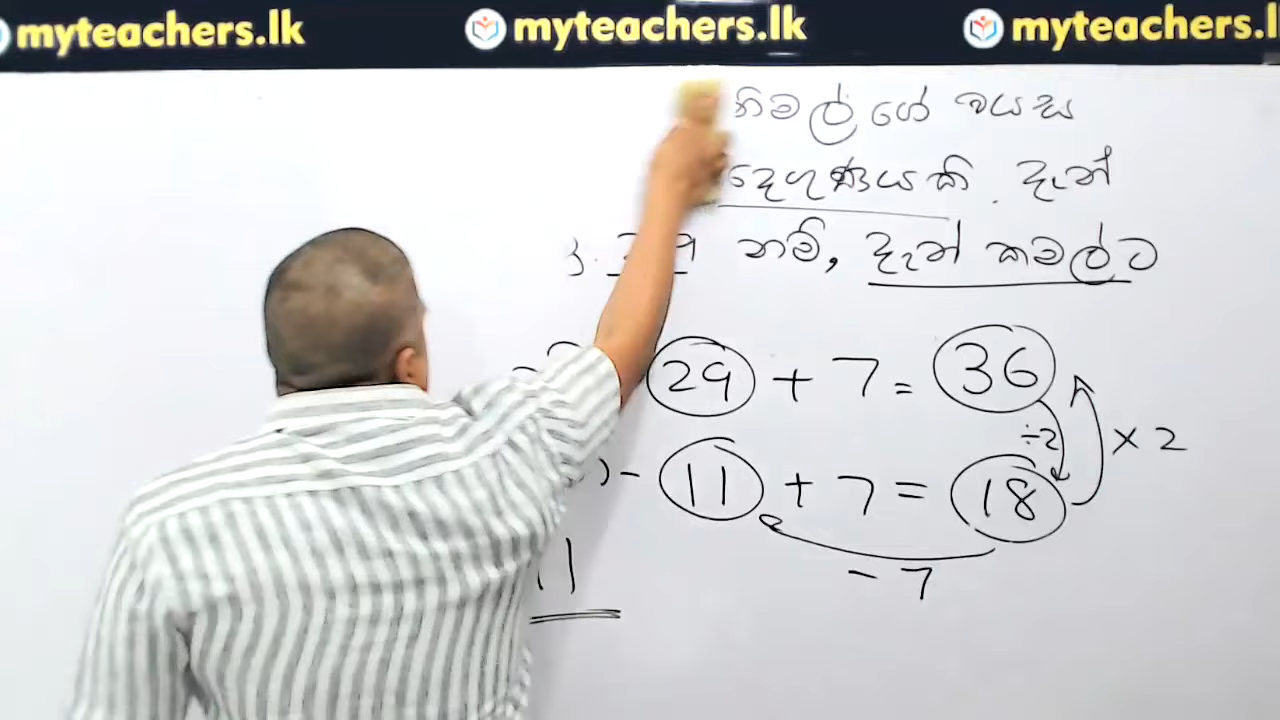 myteachers.lk myteachers.lk myteachers.l
නිමල් ගේ වයස
දෙගුණයකි. දැන්
නම්, දැන් කමල්ට
29 + 7 = 36
÷2 × 2
- 11 + 7 = 18
- 7
11